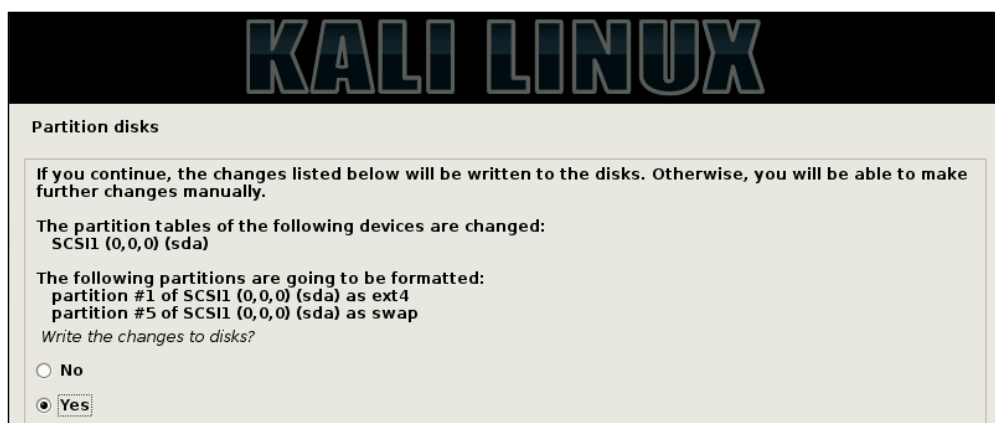 KALI LINUX
Partition disks
If you continue, the changes listed below will be written to the disks. Otherwise, you will be able to make
further changes manually.
The partition tables of the following devices are changed:
SCSI1 (0,0,0) (sda)
The following partitions are going to be formatted:
partition #1 of SCSI1 (0,0,0) (sda) as ext4
partition #5 of SCSI1 (0,0,0) (sda) as swap
Write the changes to disks?
No
Yes